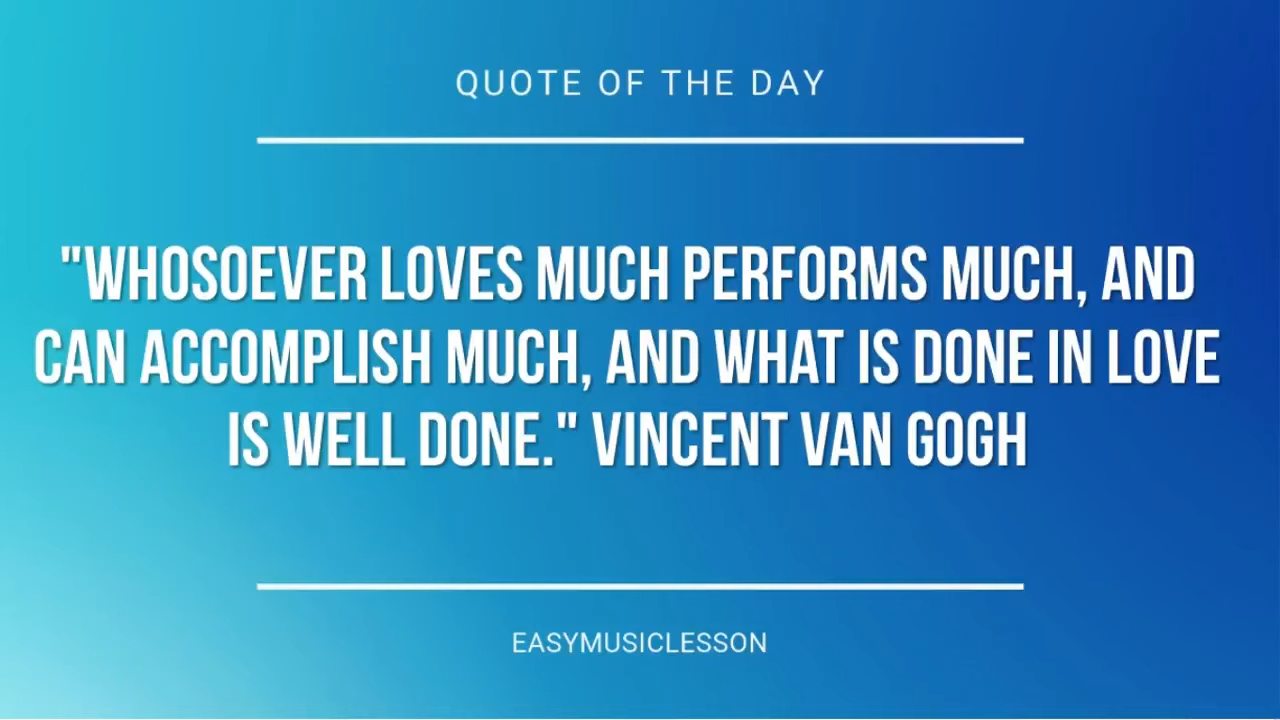 QUOTE OF THE DAY
"WHOSOEVER LOVES MUCH PERFORMS MUCH, AND
CAN ACCOMPLISH MUCH, AND WHAT IS DONE IN LOVE
IS WELL DONE." VINCENT VAN GOGH
EASYMUSICLESSON